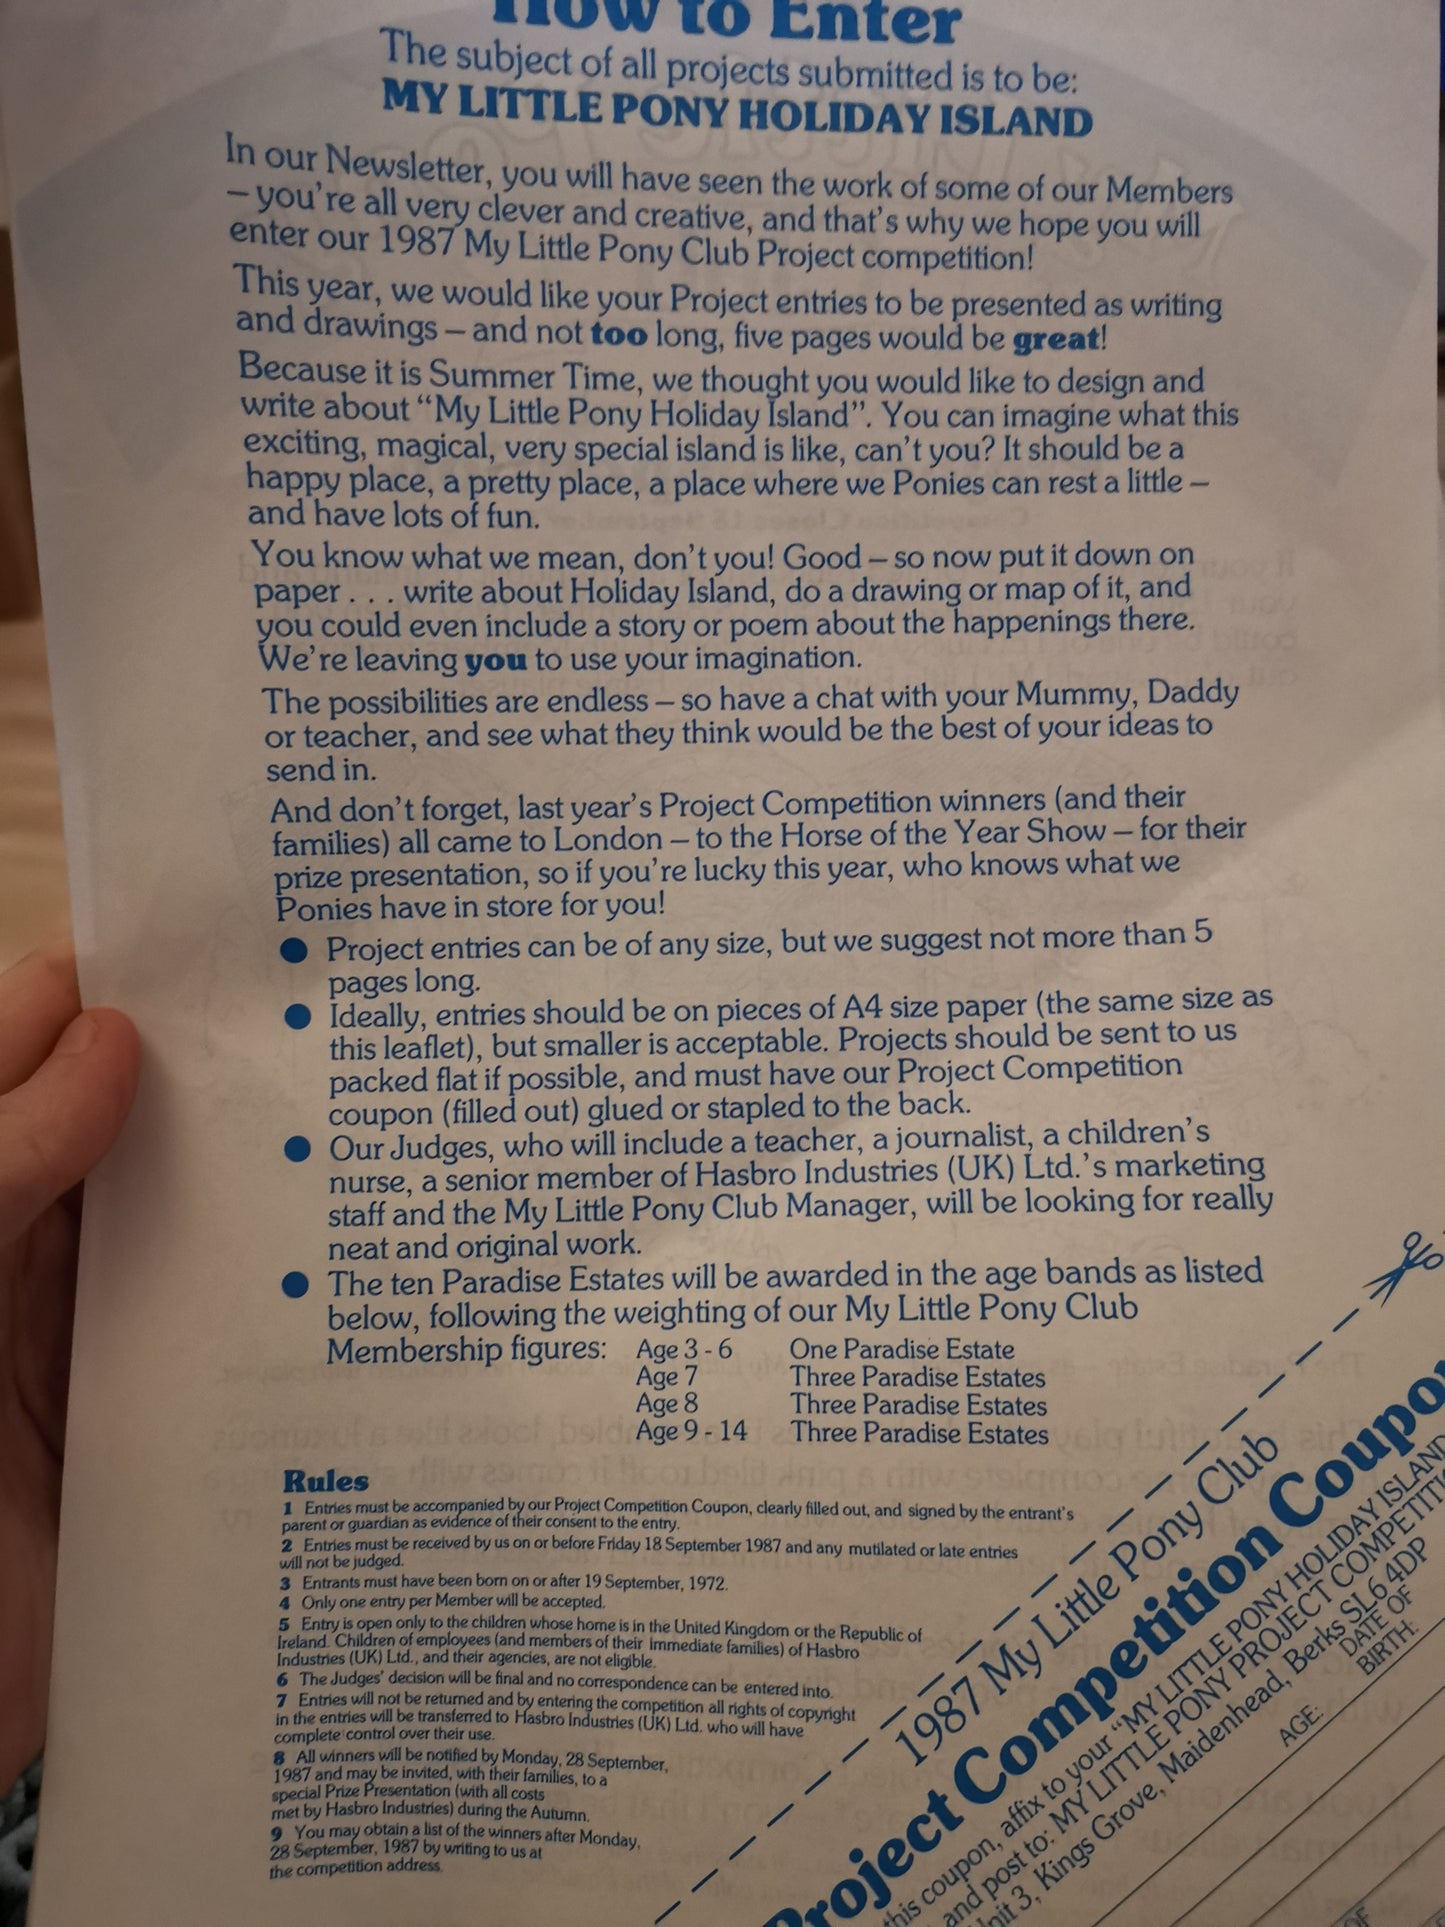 How to Enter
The subject of all projects submitted is to be:
MY LITTLE PONY HOLIDAY ISLAND
In our Newsletter, you will have seen the work of some of our Members
– you're all very clever and creative, and that's why we hope you will
enter our 1987 My Little Pony Club Project competition!
This year, we would like your Project entries to be presented as writing
and drawings – and not too long, five pages would be great!
Because it is Summer Time, we thought you would like to design and
write about “My Little Pony Holiday Island”. You can imagine what this
exciting, magical, very special island is like, can't you? It should be a
happy place, a pretty place, a place where we Ponies can rest a little –
and have lots of fun.
You know what we mean, don't you! Good – so now put it down on
paper . . . write about Holiday Island, do a drawing or map of it, and
you could even include a story or poem about the happenings there.
We're leaving you to use your imagination.
The possibilities are endless – so have a chat with your Mummy, Daddy
or teacher, and see what they think would be the best of your ideas to
send in.
And don't forget, last year's Project Competition winners (and their
families) all came to London – to the Horse of the Year Show – for their
prize presentation, so if you're lucky this year, who knows what we
Ponies have in store for you!
● Project entries can be of any size, but we suggest not more than 5
pages long.
● Ideally, entries should be on pieces of A4 size paper (the same size as
this leaflet), but smaller is acceptable. Projects should be sent to us
packed flat if possible, and must have our Project Competition
coupon (filled out) glued or stapled to the back.
● Our Judges, who will include a teacher, a journalist, a children's
nurse, a senior member of Hasbro Industries (UK) Ltd.'s marketing
staff and the My Little Pony Club Manager, will be looking for really
neat and original work.
● The ten Paradise Estates will be awarded in the age bands as listed
below, following the weighting of our My Little Pony Club
Membership figures: Age 3 - 6 One Paradise Estate
Age 7 Three Paradise Estates
Age 8 Three Paradise Estates
Age 9 - 14 Three Paradise Estates
Rules
1 Entries must be accompanied by our Project Competition Coupon, clearly filled out, and signed by the entrant's
parent or guardian as evidence of their consent to the entry.
2 Entries must be received by us on or before Friday 18 September 1987 and any mutilated or late entries
will not be judged.
3 Entrants must have been born on or after 19 September, 1972.
4 Only one entry per Member will be accepted.
5 Entry is open only to the children whose home is in the United Kingdom or the Republic of
Ireland. Children of employees (and members of their immediate families) of Hasbro
Industries (UK) Ltd., and their agencies, are not eligible.
6 The Judges' decision will be final and no correspondence can be entered into.
7 Entries will not be returned and by entering the competition all rights of copyright
in the entries will be transferred to Hasbro Industries (UK) Ltd. who will have
complete control over their use.
8 All winners will be notified by Monday, 28 September,
1987 and may be invited, with their families, to a
special Prize Presentation (with all costs
met by Hasbro Industries) during the Autumn.
9 You may obtain a list of the winners after Monday,
28 September, 1987 by writing to us at
the competition address.
1987 My Little Pony Club
Project Competition Coupon
this coupon, affix to your “MY LITTLE PONY HOLIDAY ISLAND
and post to: MY LITTLE PONY PROJECT COMPETITI
Unit 3, Kings Grove, Maidenhead, Berks SL6 4DP
DATE OF
BIRTH:
AGE: